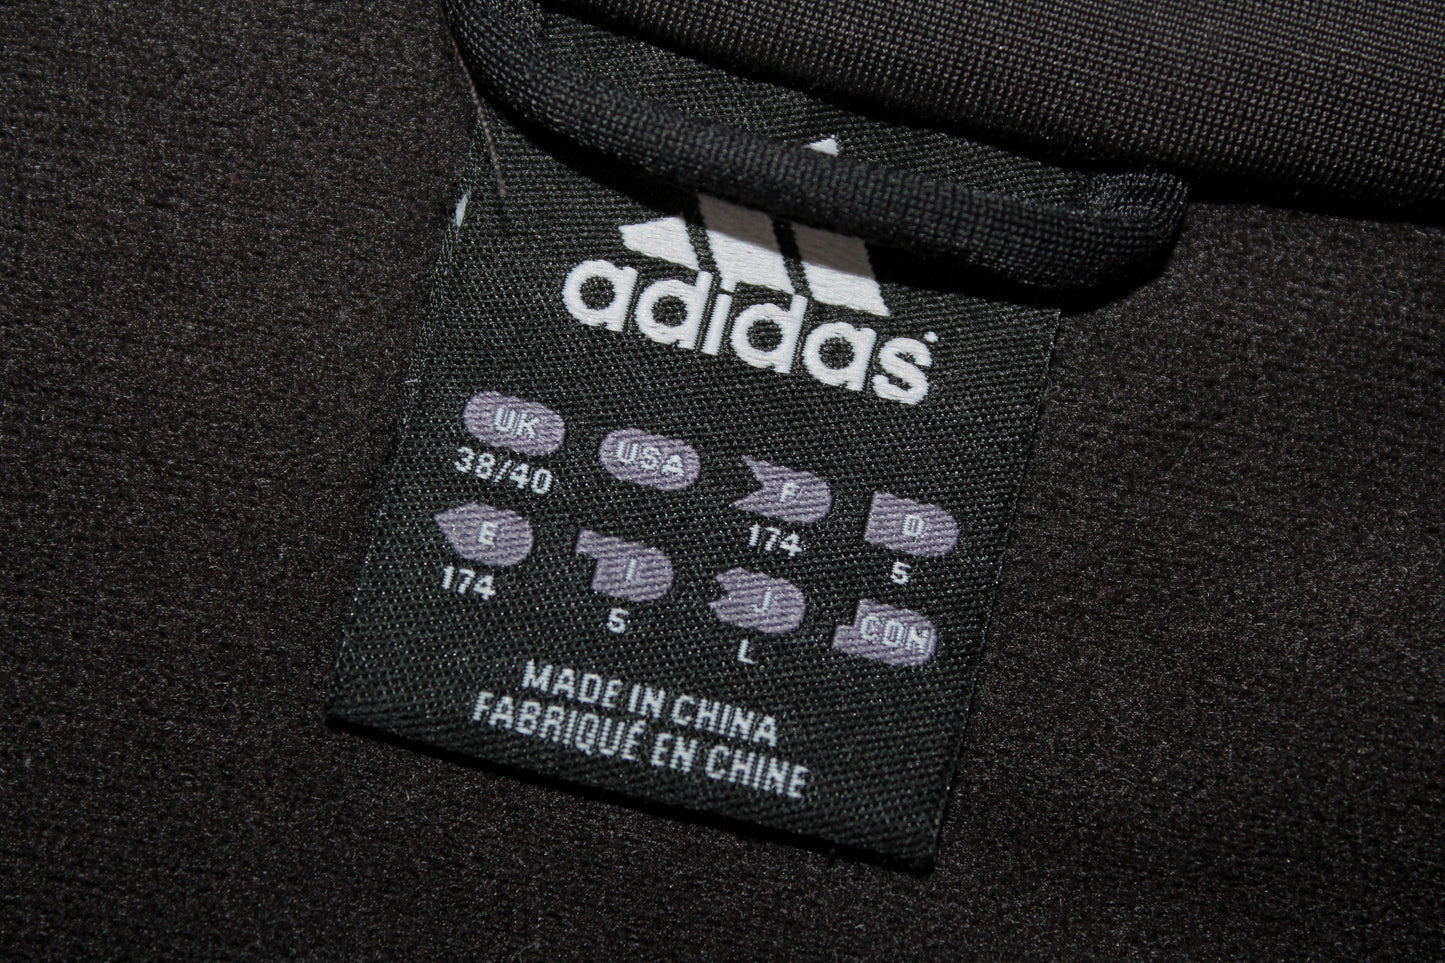 adidas
UK USA F D
38/40 174 5
E I J CON
174 5 L
MADE IN CHINA
FABRIQUÉ EN CHINE